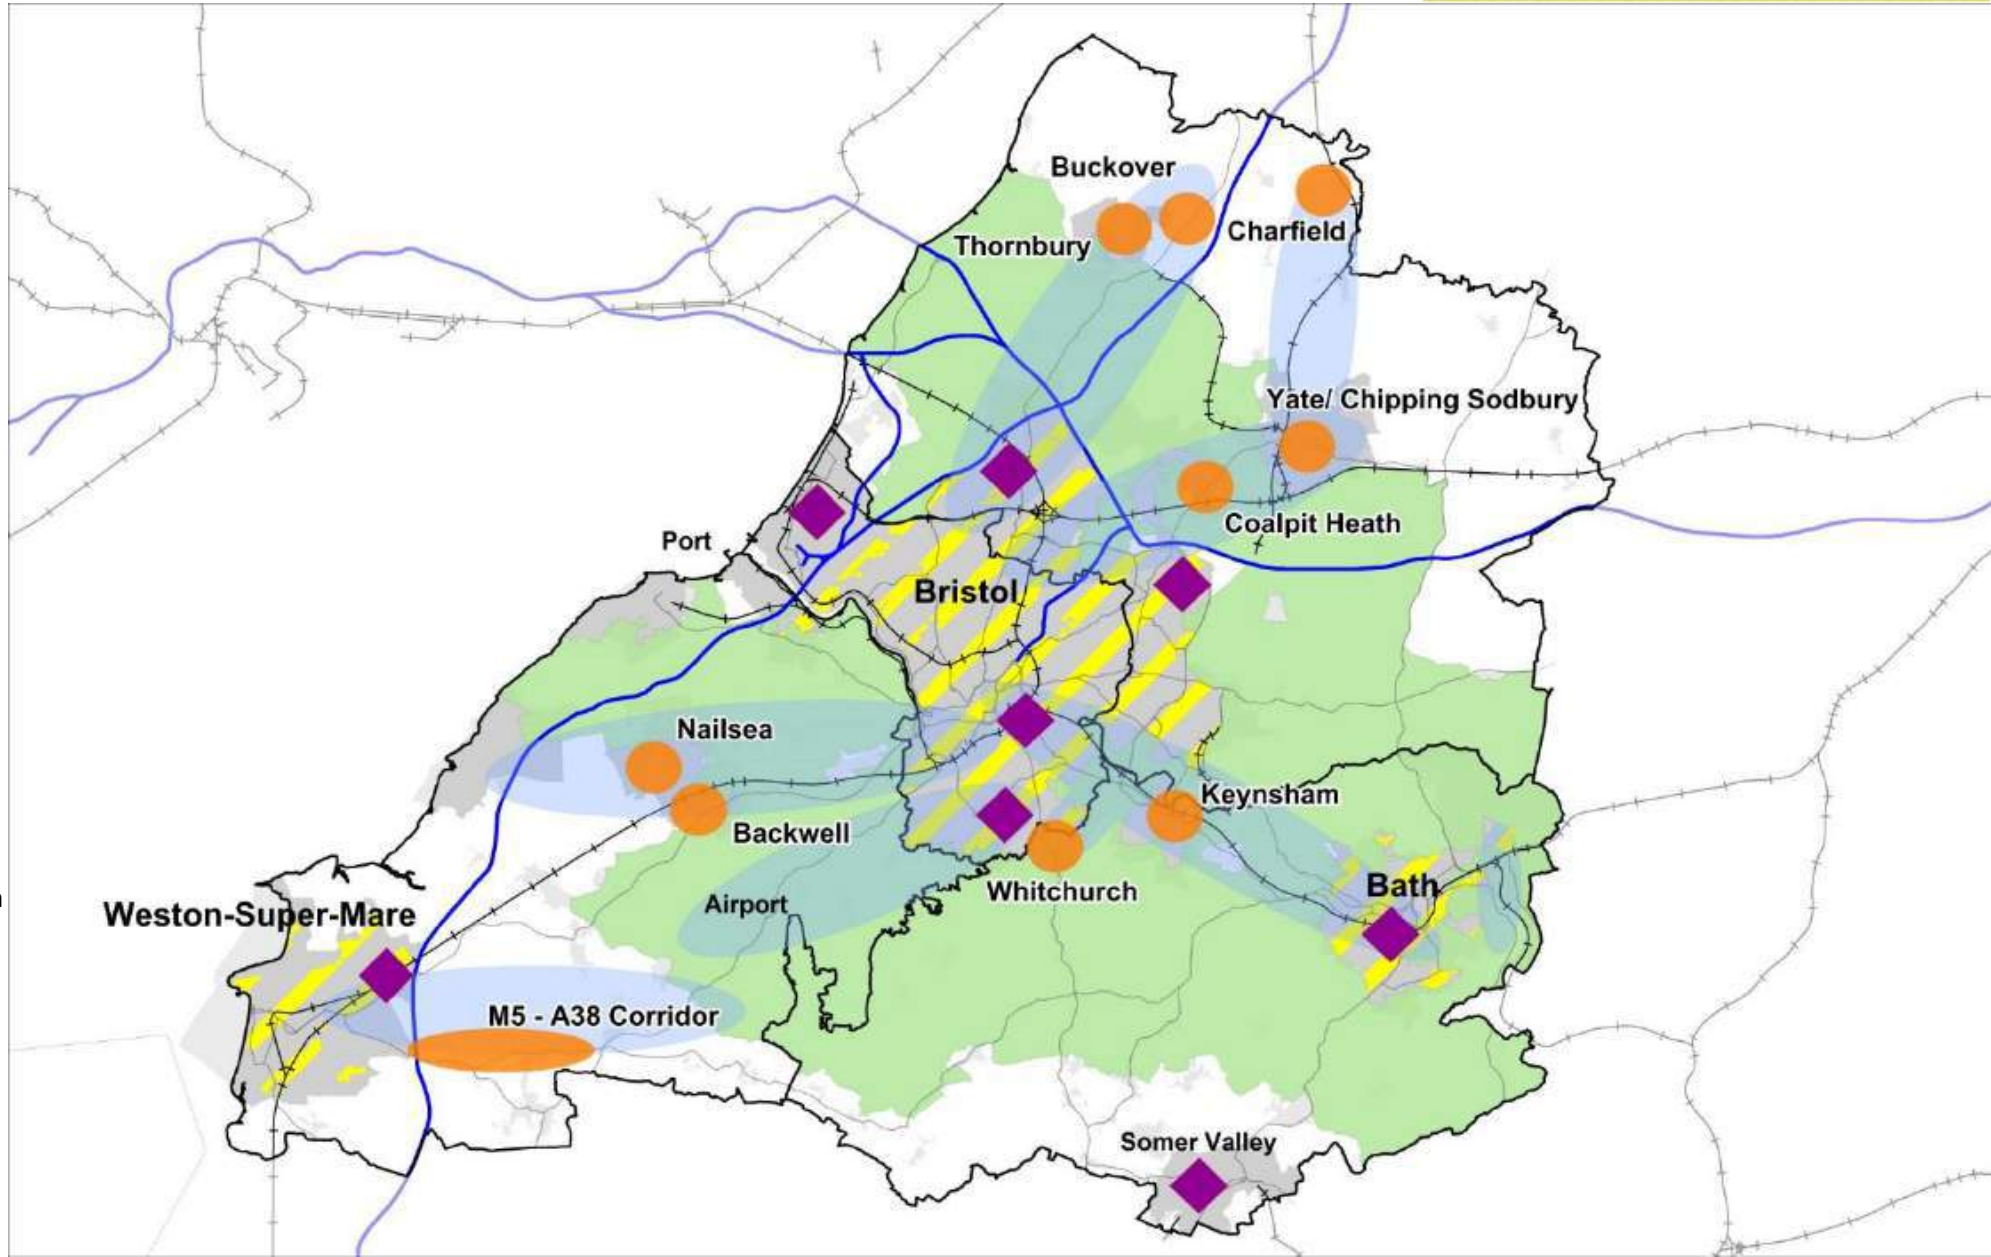 Buckover
Thornbury
Charfield
Yate/ Chipping Sodbury
Coalpit Heath
Port
Bristol
Nailsea
Backwell
Keynsham
Whitchurch
Airport
Bath
Weston-Super-Mare
M5 - A38 Corridor
Somer Valley